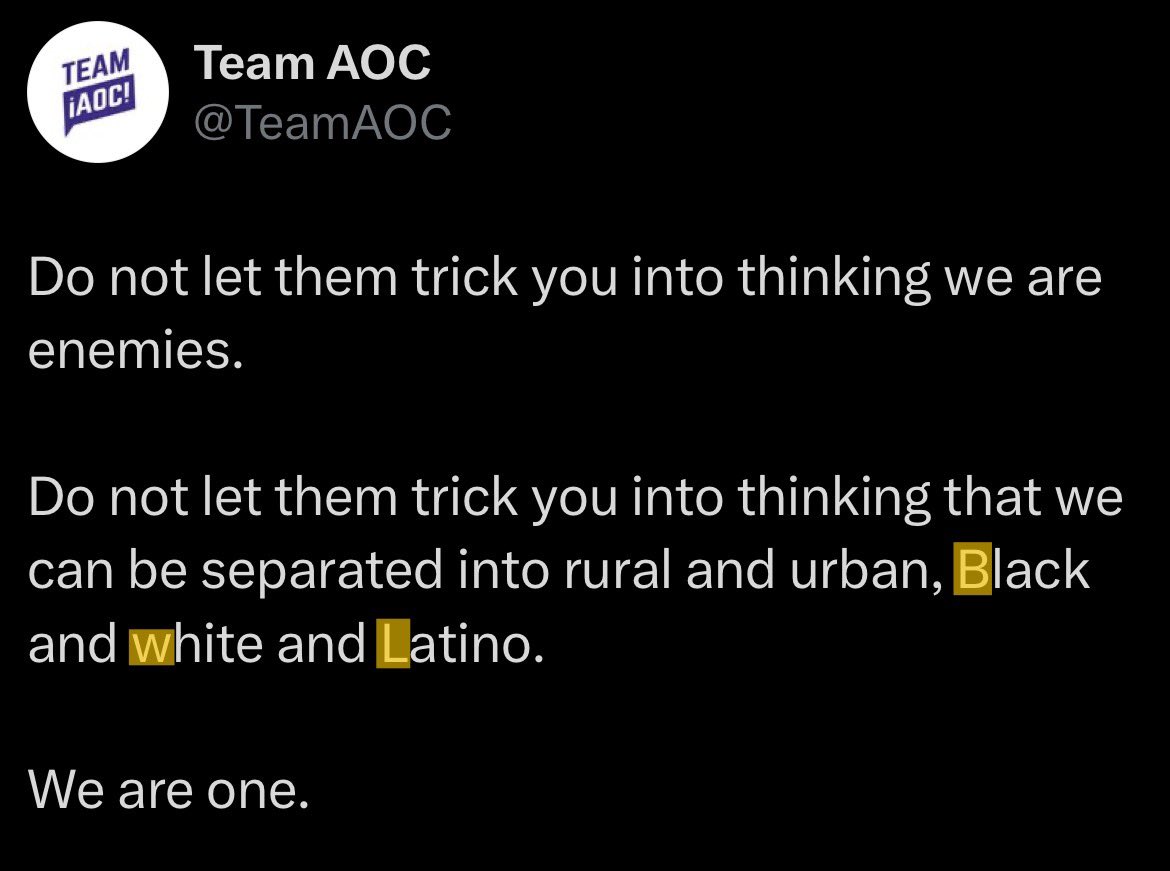 TEAM
¡AOC!
Team AOC
@TeamAOC
Do not let them trick you into thinking we are
enemies.
Do not let them trick you into thinking that we
can be separated into rural and urban, Black
and white and Latino.
We are one.